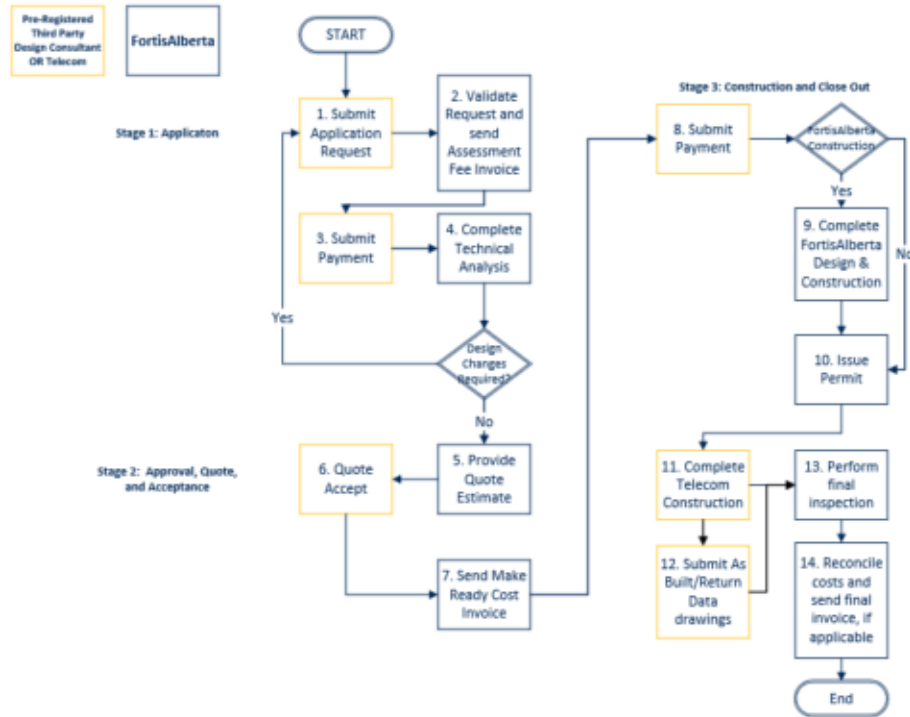 Pre-Registered
Third Party
Design Consultant
OR Telecom
FortisAlberta
START
Stage 1: Applicaton
1. Submit
Application
Request
2. Validate
Request and
send
Assessment
Fee Invoice
3. Submit
Payment
4. Complete
Technical
Analysis
Yes
Design
Changes
Required?
No
Stage 2: Approval, Quote,
and Acceptance
6. Quote
Accept
5. Provide
Quote
Estimate
7. Send Make
Ready Cost
Invoice
Stage 3: Construction and Close Out
8. Submit
Payment
FortisAlberta
Construction
Yes
No
9. Complete
FortisAlberta
Design &
Construction
10. Issue
Permit
11. Complete
Telecom
Construction
13. Perform
final
inspection
12. Submit As
Built/Return
Data
drawings
14. Reconcile
costs and
send final
invoice, if
applicable
End